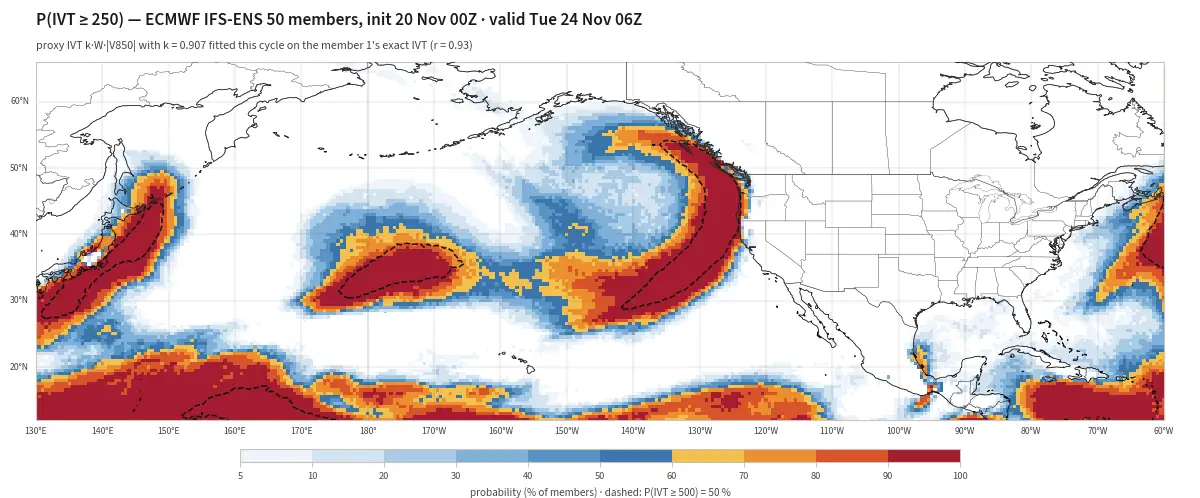 P(IVT ≥ 250) — ECMWF IFS-ENS 50 members, init 20 Nov 00Z · valid Tue 24 Nov 06Z
proxy IVT k·W·|V850| with k = 0.907 fitted this cycle on the member 1's exact IVT (r = 0.93)
60°N
50°N
40°N
30°N
20°N
130°E 140°E 150°E 160°E 170°E 180° 170°W 160°W 150°W 140°W 130°W 120°W 110°W 100°W 90°W 80°W 70°W 60°W
5 10 20 30 40 50 60 70 80 90 100
probability (% of members) · dashed: P(IVT ≥ 500) = 50 %